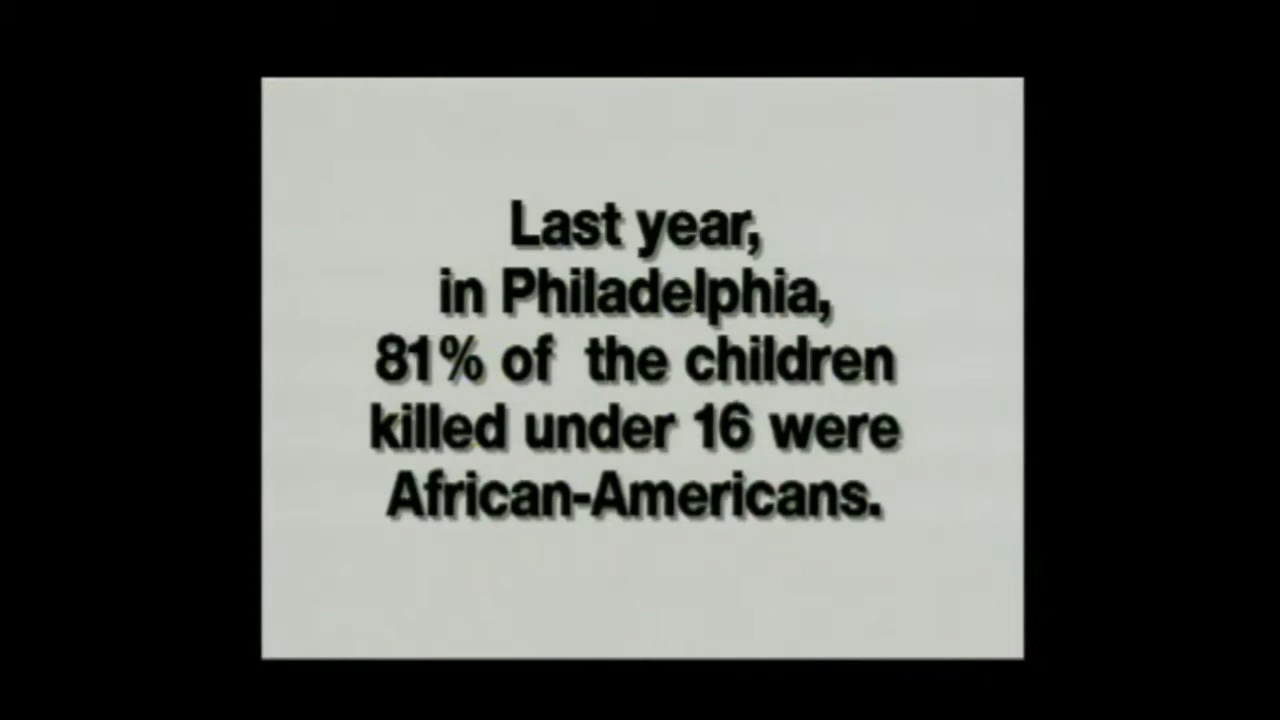 Last year,
in Philadelphia,
81% of the children
killed under 16 were
African-Americans.